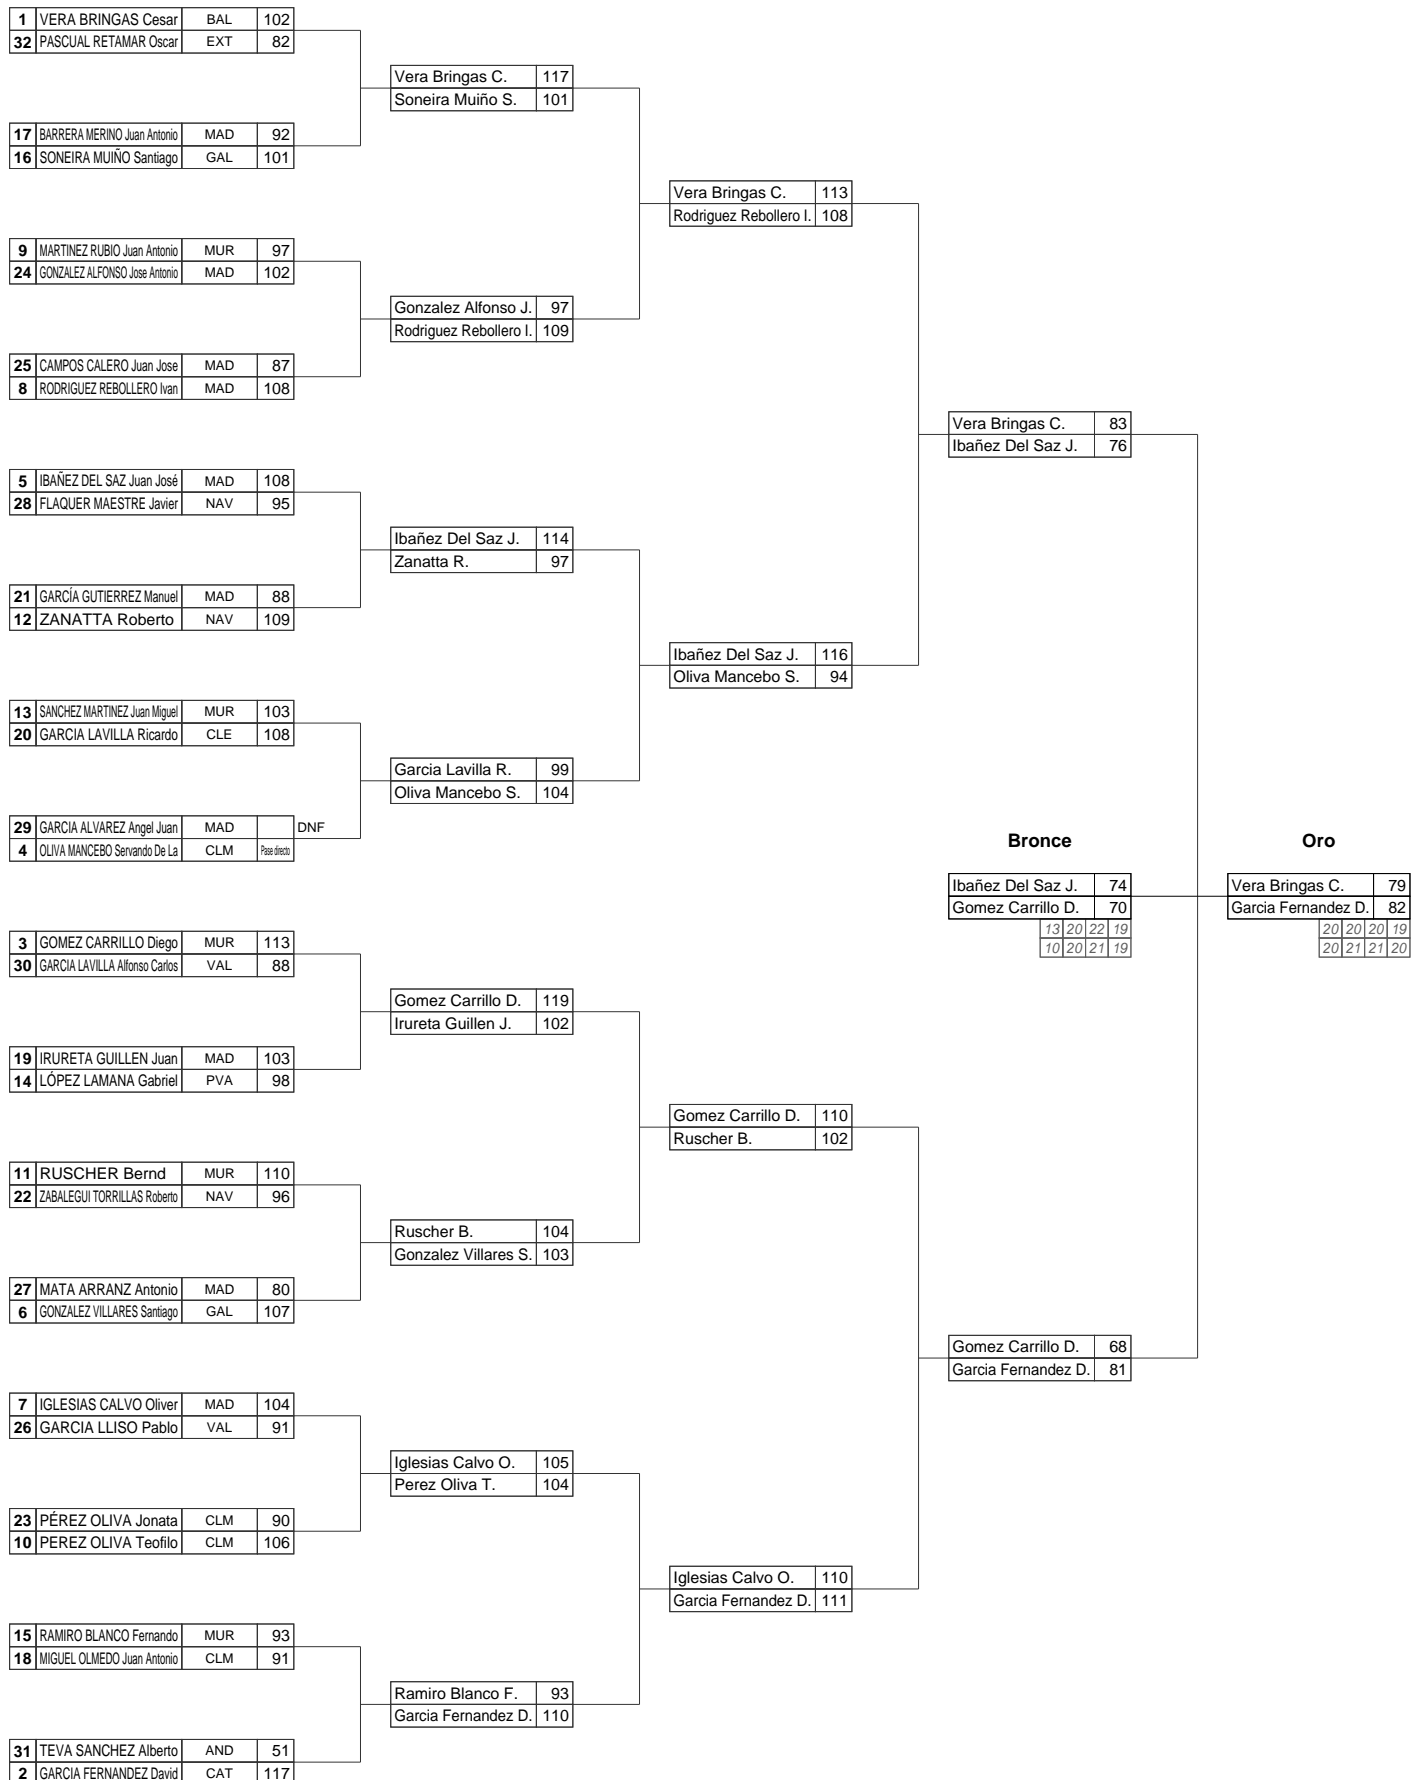 1 VERA BRINGAS Cesar BAL 102
32 PASCUAL RETAMAR Oscar EXT 82
Vera Bringas C. 117
Soneira Muiño S. 101
17 BARRERA MERINO Juan Antonio MAD 92
16 SONEIRA MUIÑO Santiago GAL 101
Vera Bringas C. 113
Rodriguez Rebollero I. 108
9 MARTINEZ RUBIO Juan Antonio MUR 97
24 GONZALEZ ALFONSO Jose Antonio MAD 102
Gonzalez Alfonso J. 97
Rodriguez Rebollero I. 109
25 CAMPOS CALERO Juan Jose MAD 87
8 RODRIGUEZ REBOLLERO Ivan MAD 108
Vera Bringas C. 83
Ibañez Del Saz J. 76
5 IBAÑEZ DEL SAZ Juan José MAD 108
28 FLAQUER MAESTRE Javier NAV 95
Ibañez Del Saz J. 114
Zanatta R. 97
21 GARCÍA GUTIERREZ Manuel MAD 88
12 ZANATTA Roberto NAV 109
Ibañez Del Saz J. 116
Oliva Mancebo S. 94
13 SANCHEZ MARTINEZ Juan Miguel MUR 103
20 GARCIA LAVILLA Ricardo CLE 108
Garcia Lavilla R. 99
Oliva Mancebo S. 104
29 GARCIA ALVAREZ Angel Juan MAD DNF
4 OLIVA MANCEBO Servando De La CLM Pase directo
Bronce Oro
Ibañez Del Saz J. 74 Vera Bringas C. 79
Gomez Carrillo D. 70 Garcia Fernandez D. 82
13 20 22 19 20 20 20 19
10 20 21 19 20 21 21 20
3 GOMEZ CARRILLO Diego MUR 113
30 GARCIA LAVILLA Alfonso Carlos VAL 88
Gomez Carrillo D. 119
Irureta Guillen J. 102
19 IRURETA GUILLEN Juan MAD 103
14 LÓPEZ LAMANA Gabriel PVA 98
Gomez Carrillo D. 110
Ruscher B. 102
11 RUSCHER Bernd MUR 110
22 ZABALEGUI TORRILLAS Roberto NAV 96
Ruscher B. 104
Gonzalez Villares S. 103
27 MATA ARRANZ Antonio MAD 80
6 GONZALEZ VILLARES Santiago GAL 107
Gomez Carrillo D. 68
Garcia Fernandez D. 81
7 IGLESIAS CALVO Oliver MAD 104
26 GARCIA LLISO Pablo VAL 91
Iglesias Calvo O. 105
Perez Oliva T. 104
23 PÉREZ OLIVA Jonata CLM 90
10 PEREZ OLIVA Teofilo CLM 106
Iglesias Calvo O. 110
Garcia Fernandez D. 111
15 RAMIRO BLANCO Fernando MUR 93
18 MIGUEL OLMEDO Juan Antonio CLM 91
Ramiro Blanco F. 93
Garcia Fernandez D. 110
31 TEVA SANCHEZ Alberto AND 51
2 GARCIA FERNANDEZ David CAT 117